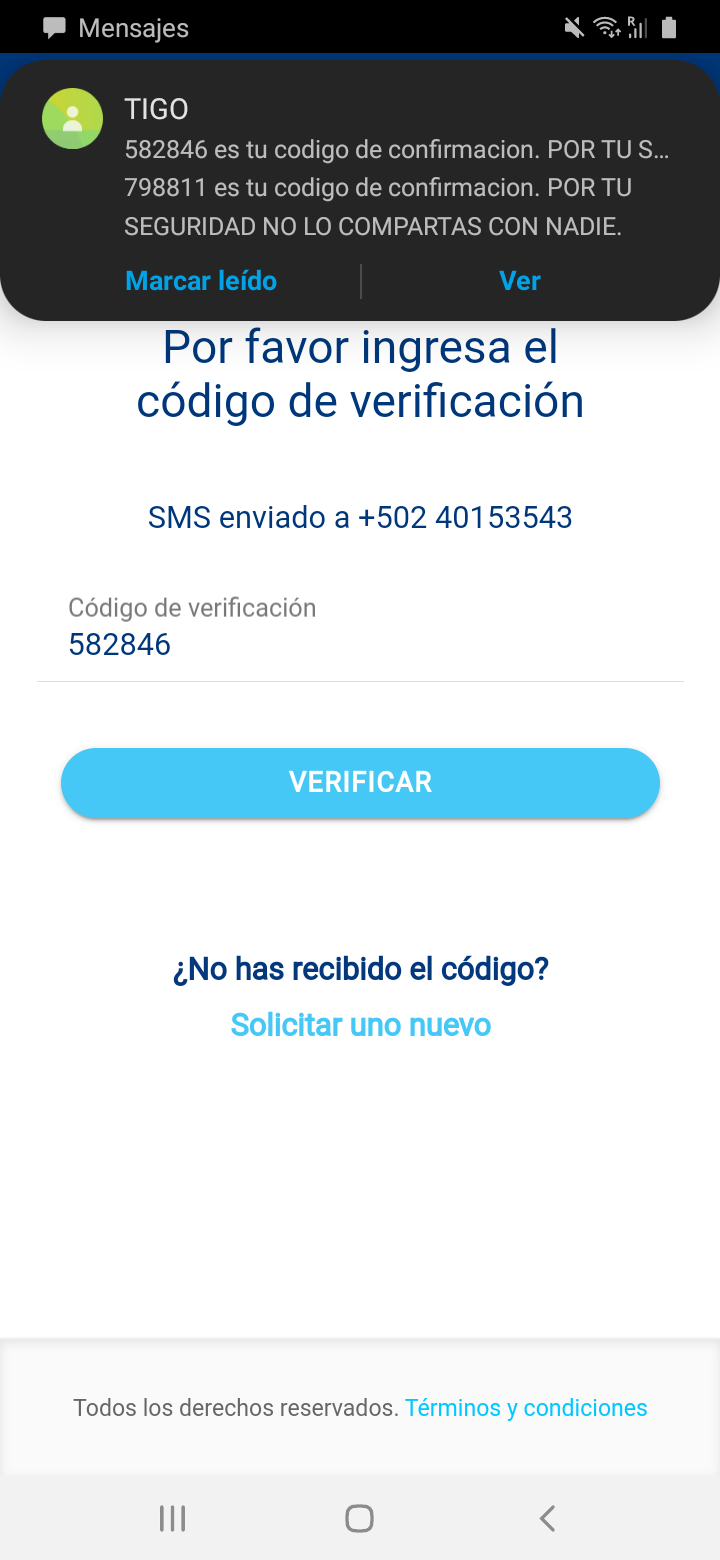 Mensajes
R
TIGO
582846 es tu codigo de confirmacion. POR TU S...
798811 es tu codigo de confirmacion. POR TU
SEGURIDAD NO LO COMPARTAS CON NADIE.
Marcar leído
Ver
Por favor ingresa el
código de verificación
SMS enviado a +502 40153543
Código de verificación
582846
VERIFICAR
¿No has recibido el código?
Solicitar uno nuevo
Todos los derechos reservados. Términos y condiciones